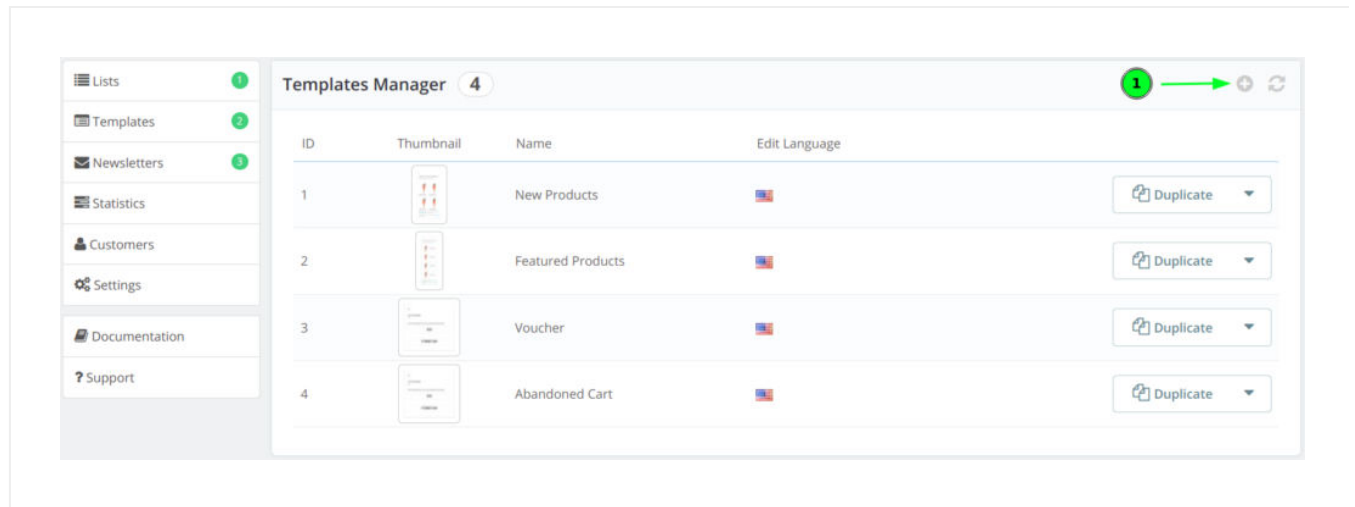 Lists 1
Templates 2
Newsletters 3
Statistics
Customers
Settings
Documentation
? Support
Templates Manager 4
1
ID Thumbnail Name Edit Language
1 New Products Duplicate
2 Featured Products Duplicate
3 Voucher Duplicate
4 Abandoned Cart Duplicate